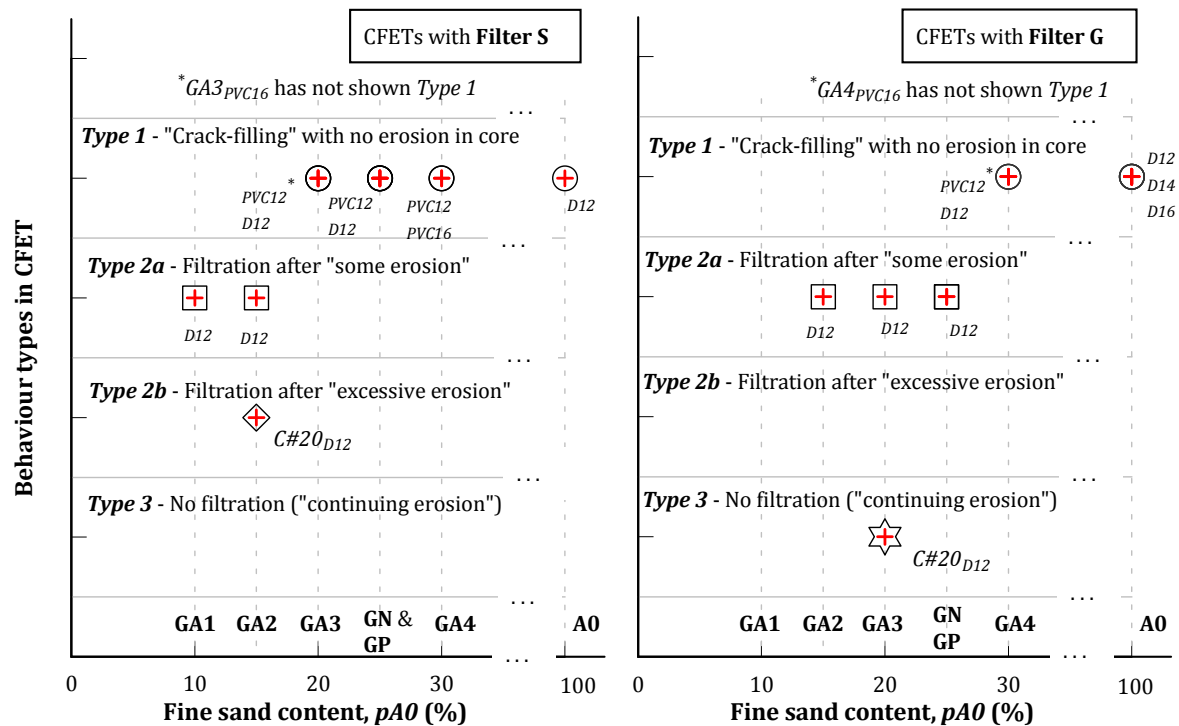 CFETs with Filter S
*GA3PVC16 has not shown Type 1
...
Type 1 - "Crack-filling" with no erosion in core
PVC12*
D12
PVC12
D12
PVC12
PVC16
D12
...
Type 2a - Filtration after "some erosion"
D12
D12
...
Type 2b - Filtration after "excessive erosion"
C#20D12
...
Type 3 - No filtration ("continuing erosion")
...
GA1
GA2
GA3
GN &
GP
GA4
A0
...
0
10
20
30
100
Fine sand content, pA0 (%)
Behaviour types in CFET
CFETs with Filter G
*GA4PVC16 has not shown Type 1
...
Type 1 - "Crack-filling" with no erosion in core
PVC12*
D12
D12
D14
D16
...
Type 2a - Filtration after "some erosion"
D12
D12
D12
...
Type 2b - Filtration after "excessive erosion"
...
Type 3 - No filtration ("continuing erosion")
C#20D12
...
GA1
GA2
GA3
GN
GP
GA4
A0
...
0
10
20
30
100
Fine sand content, pA0 (%)